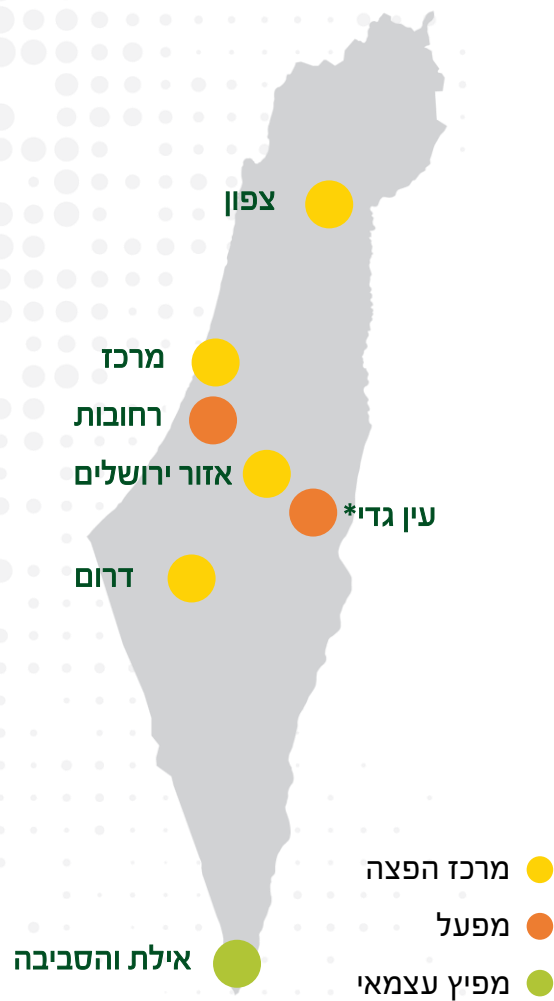 צפון
מרכז
רחובות
אזור ירושלים
עין גדי*
דרום
מרכז הפצה
מפעל
אילת והסביבה
מפיץ עצמאי